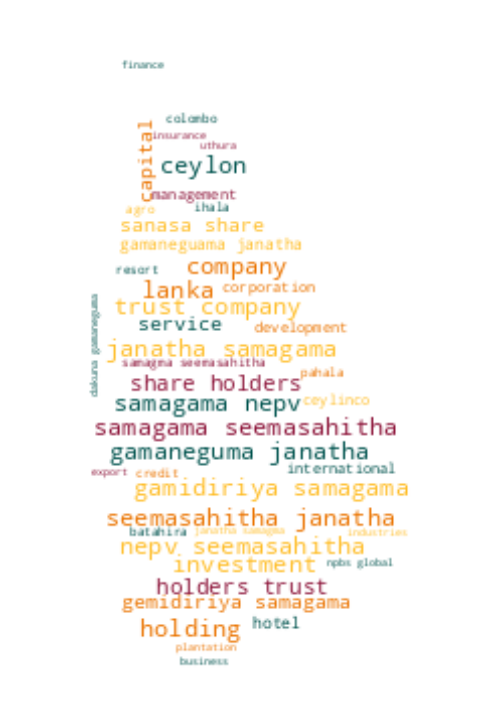 finance
colombo
capital
insurance
uthura
ceylon
management
agro
ihala
sanasa share
gamaneguama janatha
company
resort
lanka
corporation
dakuna gamaneguma
trust company
service
development
janatha samagama
samagma seemasahitha
pahala
share holders
samagama nepv
ceylinco
samagama seemasahitha
gamaneguma janatha
international
export
credit
gamidiriya samagama
seemasahitha janatha
batahira
janatha samagma
industries
nepv seemasahitha
investment
npbs global
holders trust
gemidiriya samagama
holding
hotel
plantation
business